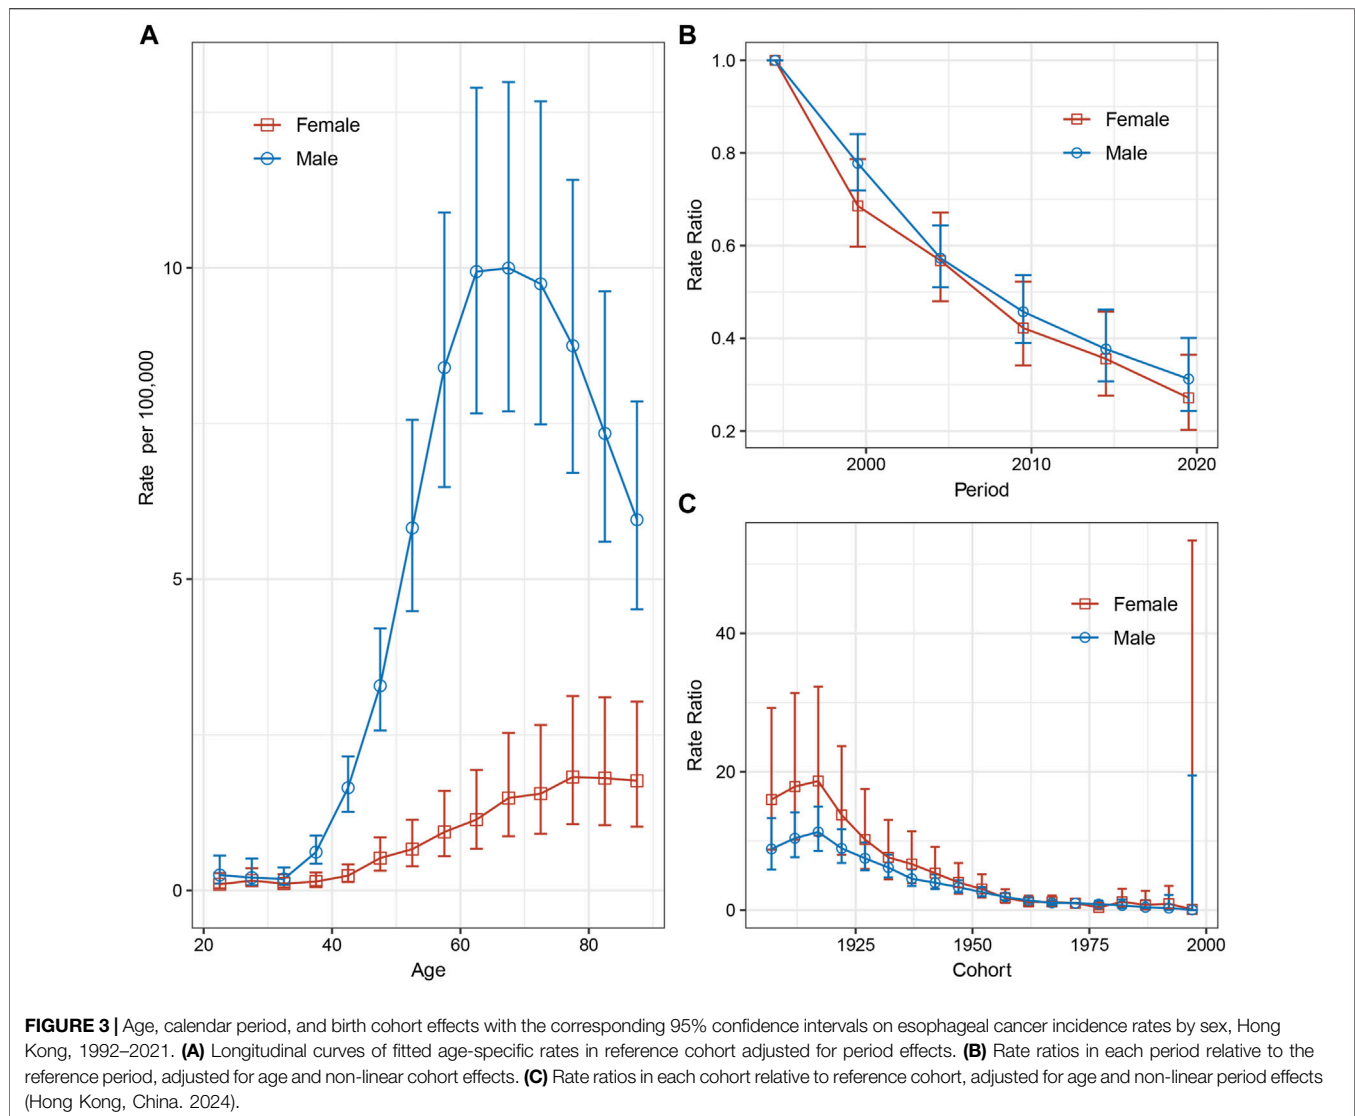 A
Female
Male
10
5
0
Rate per 100,000
20 40 60 80
Age
B
Female
Male
1.0
0.8
0.6
0.4
0.2
Rate Ratio
2000 2010 2020
Period
C
Female
Male
40
20
0
Rate Ratio
1925 1950 1975 2000
Cohort
FIGURE 3 | Age, calendar period, and birth cohort effects with the corresponding 95% confidence intervals on esophageal cancer incidence rates by sex, Hong
Kong, 1992–2021. (A) Longitudinal curves of fitted age-specific rates in reference cohort adjusted for period effects. (B) Rate ratios in each period relative to the
reference period, adjusted for age and non-linear cohort effects. (C) Rate ratios in each cohort relative to reference cohort, adjusted for age and non-linear period effects
(Hong Kong, China. 2024).